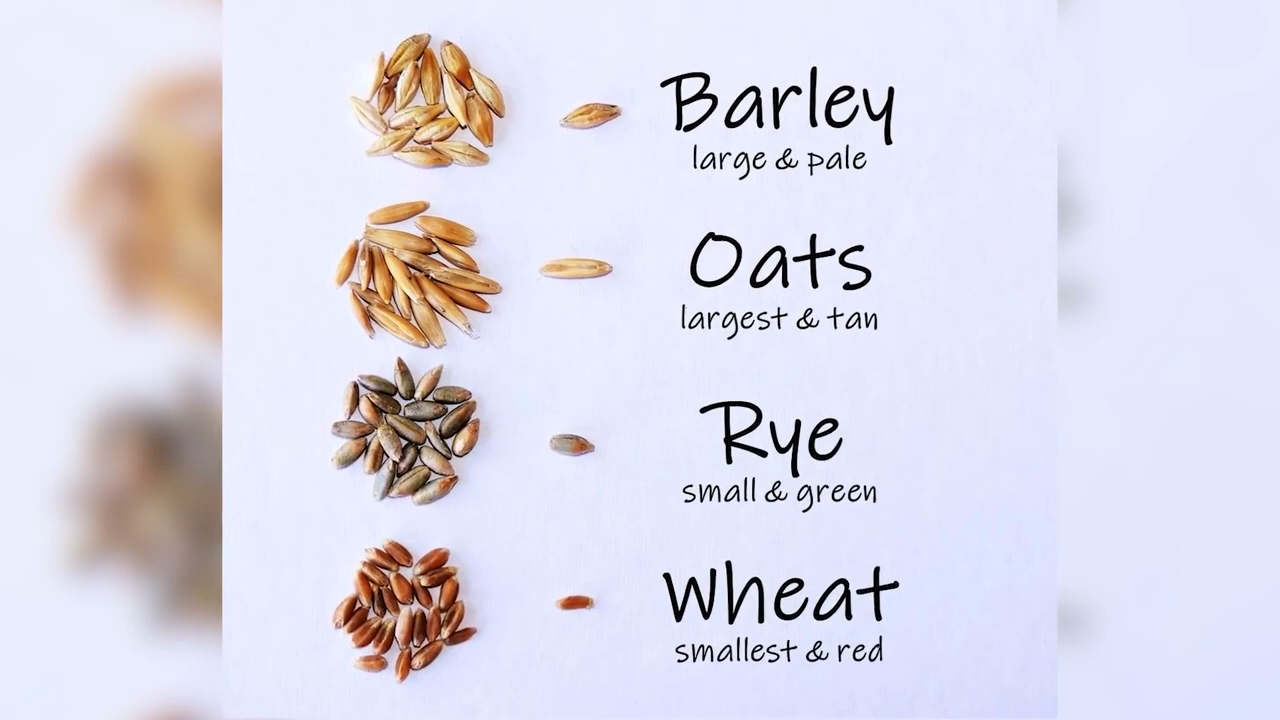 Barley
large & pale
Oats
largest & tan
Rye
small & green
Wheat
smallest & red